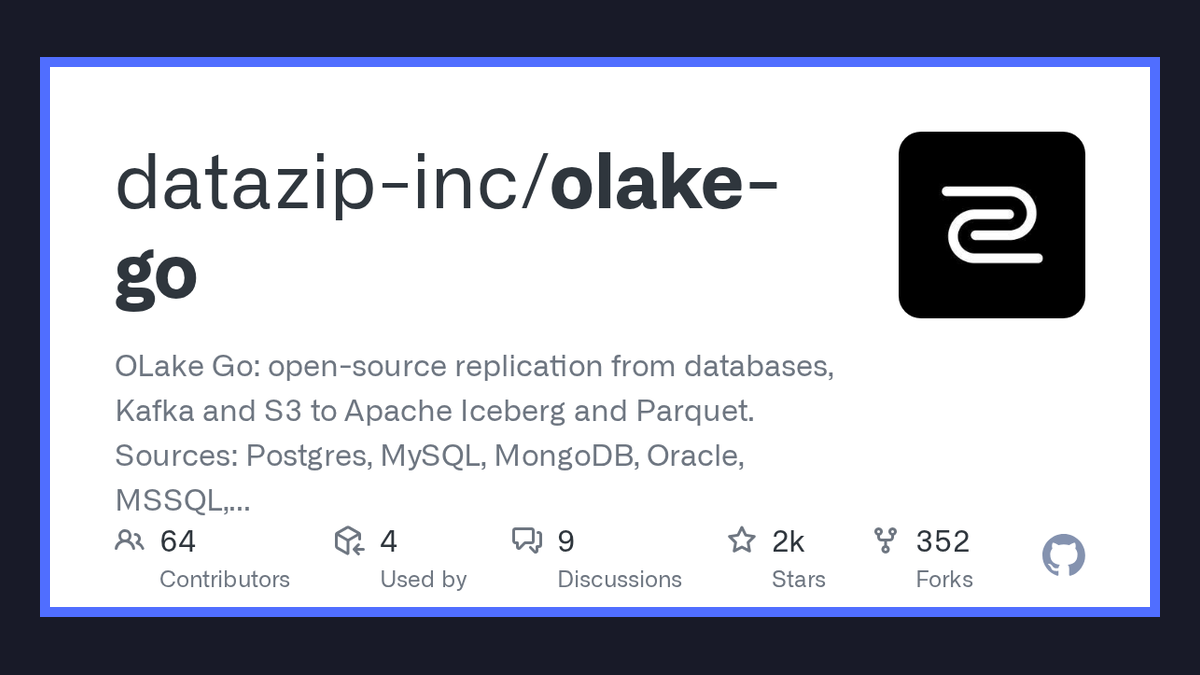 datazip-inc/olake-
go
OLake Go: open-source replication from databases,
Kafka and S3 to Apache Iceberg and Parquet.
Sources: Postgres, MySQL, MongoDB, Oracle,
MSSQL,...
64 4 9 2k 352
Contributors Used by Discussions Stars Forks